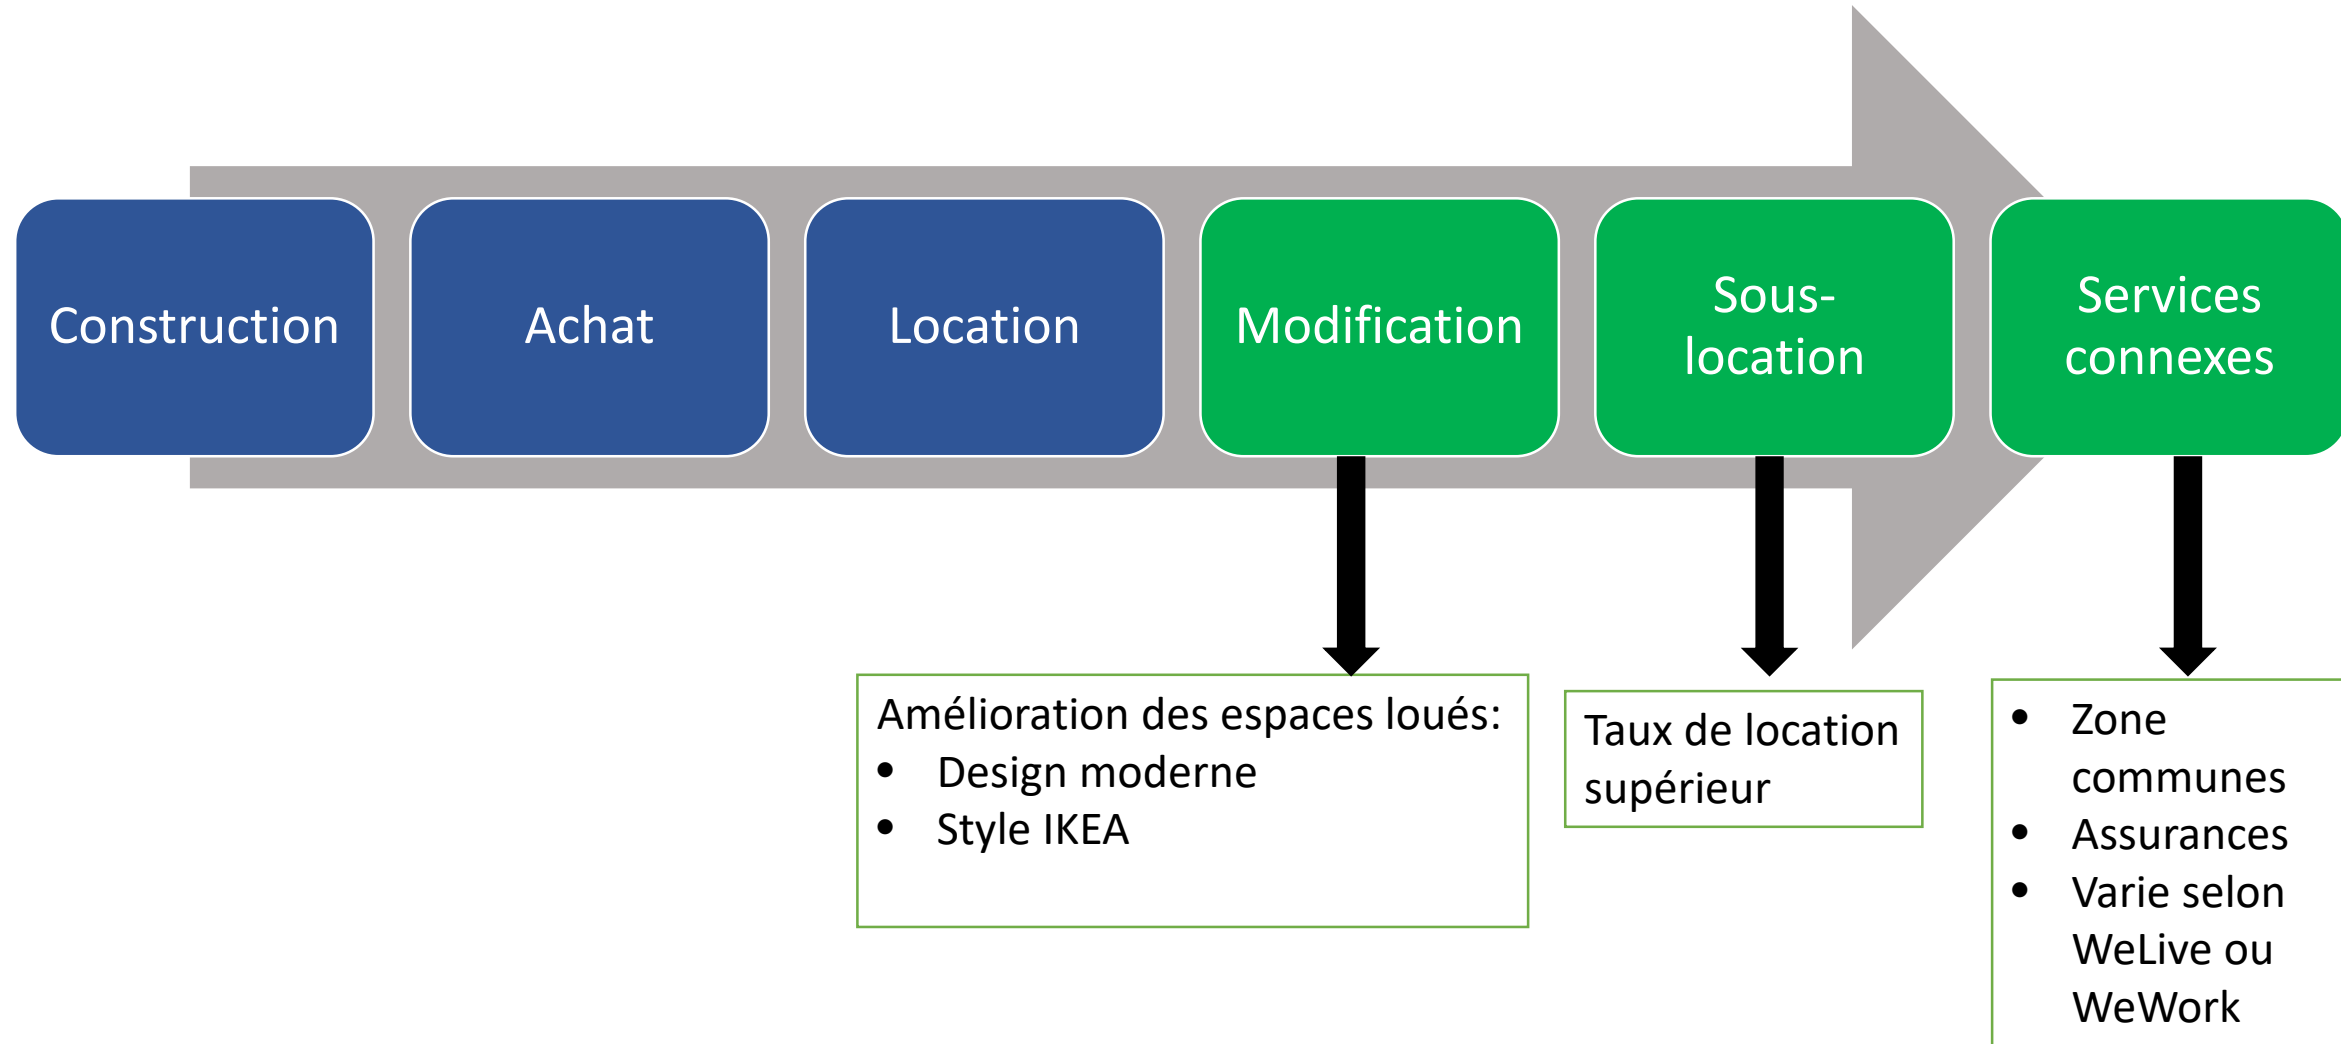 Construction
Achat
Location
Modification
Sous-
location
Services
connexes
Amélioration des espaces loués:
• Design moderne
• Style IKEA
Taux de location
supérieur
• Zone
communes
• Assurances
• Varie selon
WeLive ou
WeWork